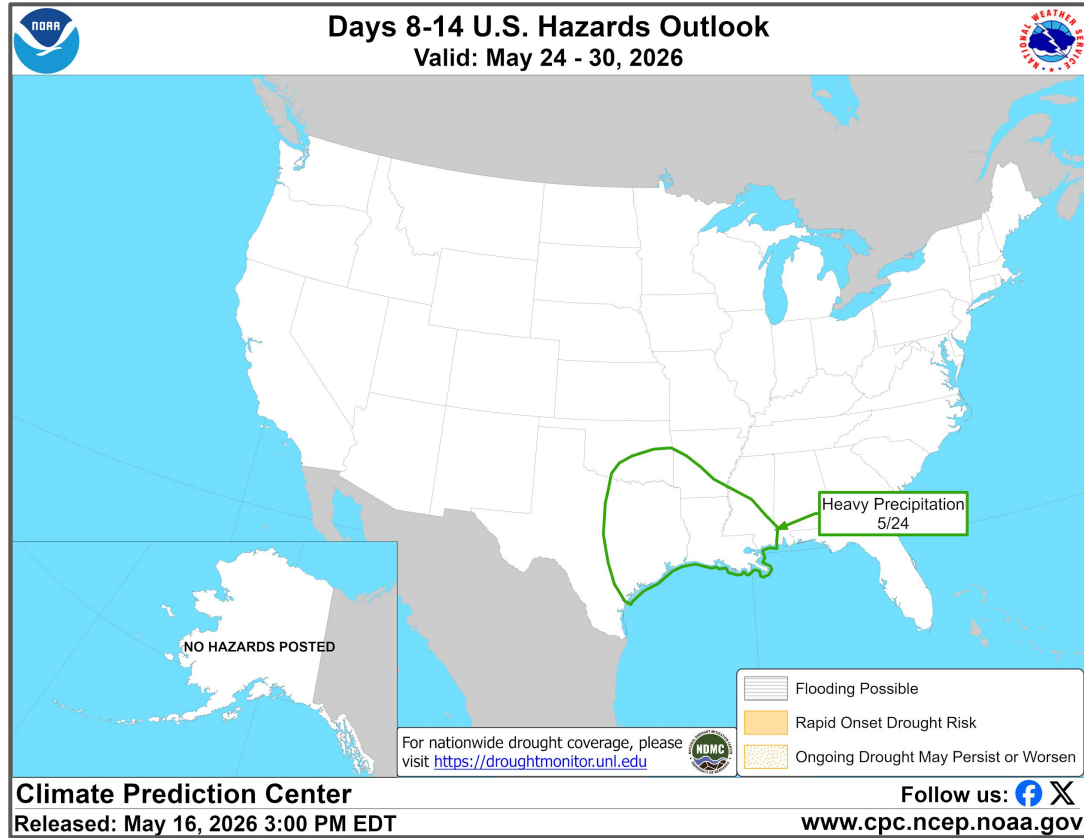 NOAA
Days 8-14 U.S. Hazards Outlook
Valid: May 24 - 30, 2026
NATIONAL WEATHER SERVICE
Heavy Precipitation
5/24
NO HAZARDS POSTED
Flooding Possible
Rapid Onset Drought Risk
Ongoing Drought May Persist or Worsen
For nationwide drought coverage, please
visit https://droughtmonitor.unl.edu
NDMC
Climate Prediction Center
Released: May 16, 2026 3:00 PM EDT
Follow us:
www.cpc.ncep.noaa.gov